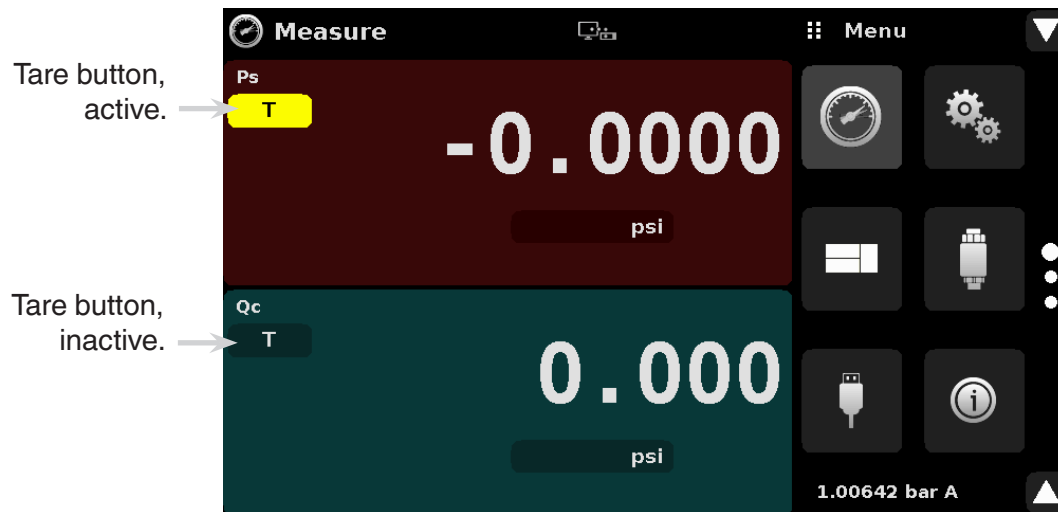 Measure
Menu
Tare button,
active.
Ps
T
-0.0000
psi
Tare button,
inactive.
Qc
T
0.000
psi
1.00642 bar A